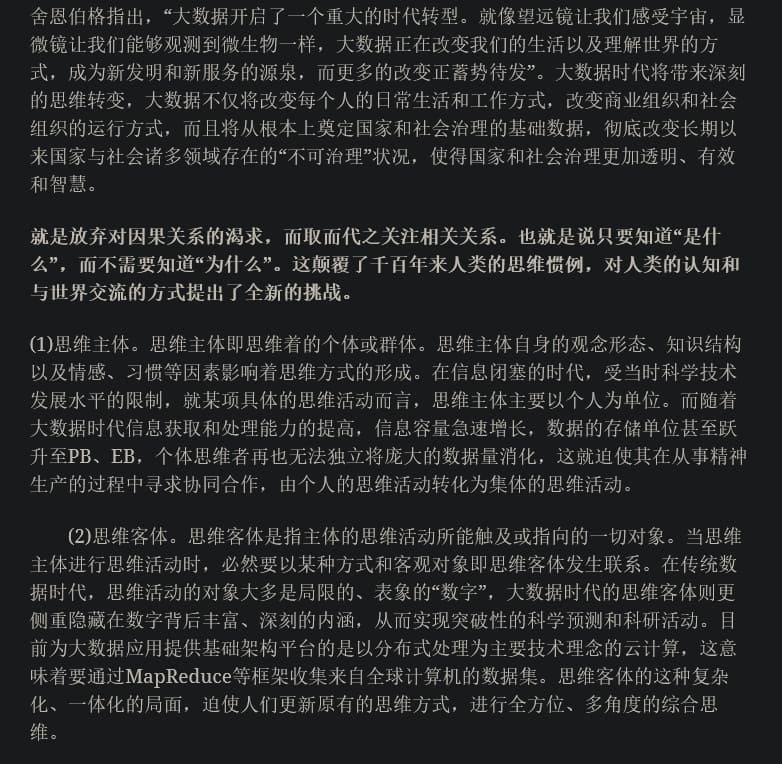 舍恩伯格指出，“大数据开启了一个重大的时代转型。就像望远镜让我们感受宇宙，显
微镜让我们能够观测到微生物一样，大数据正在改变我们的生活以及理解世界的方
式，成为新发明和新服务的源泉，而更多的改变正蓄势待发”。大数据时代将带来深刻
的思维转变，大数据不仅将改变每个人的日常生活和工作方式，改变商业组织和社会
组织的运行方式，而且将从根本上奠定国家和社会治理的基础数据，彻底改变长期以
来国家与社会诸多领域存在的“不可治理”状况，使得国家和社会治理更加透明、有效
和智慧。
就是放弃对因果关系的渴求，而取而代之关注相关关系。也就是说只要知道“是什
么”，而不需要知道“为什么”。这颠覆了千百年来人类的思维惯例，对人类的认知和
与世界交流的方式提出了全新的挑战。
(1)思维主体。思维主体即思维着的个体或群体。思维主体自身的观念形态、知识结构
以及情感、习惯等因素影响着思维方式的形成。在信息闭塞的时代，受当时科学技术
发展水平的限制，就某项具体的思维活动而言，思维主体主要以个人为单位。而随着
大数据时代信息获取和处理能力的提高，信息容量急速增长，数据的存储单位甚至跃
升至PB、EB，个体思维者再也无法独立将庞大的数据量消化，这就迫使其在从事精神
生产的过程中寻求协同合作，由个人的思维活动转化为集体的思维活动。
(2)思维客体。思维客体是指主体的思维活动所能触及或指向的一切对象。当思维
主体进行思维活动时，必然要以某种方式和客观对象即思维客体发生联系。在传统数
据时代，思维活动的对象大多是局限的、表象的“数字”，大数据时代的思维客体则更
侧重隐藏在数字背后丰富、深刻的内涵，从而实现突破性的科学预测和科研活动。目
前为大数据应用提供基础架构平台的是以分布式处理为主要技术理念的云计算，这意
味着要通过MapReduce等框架收集来自全球计算机的数据集。思维客体的这种复杂
化、一体化的局面，迫使人们更新原有的思维方式，进行全方位、多角度的综合思
维。